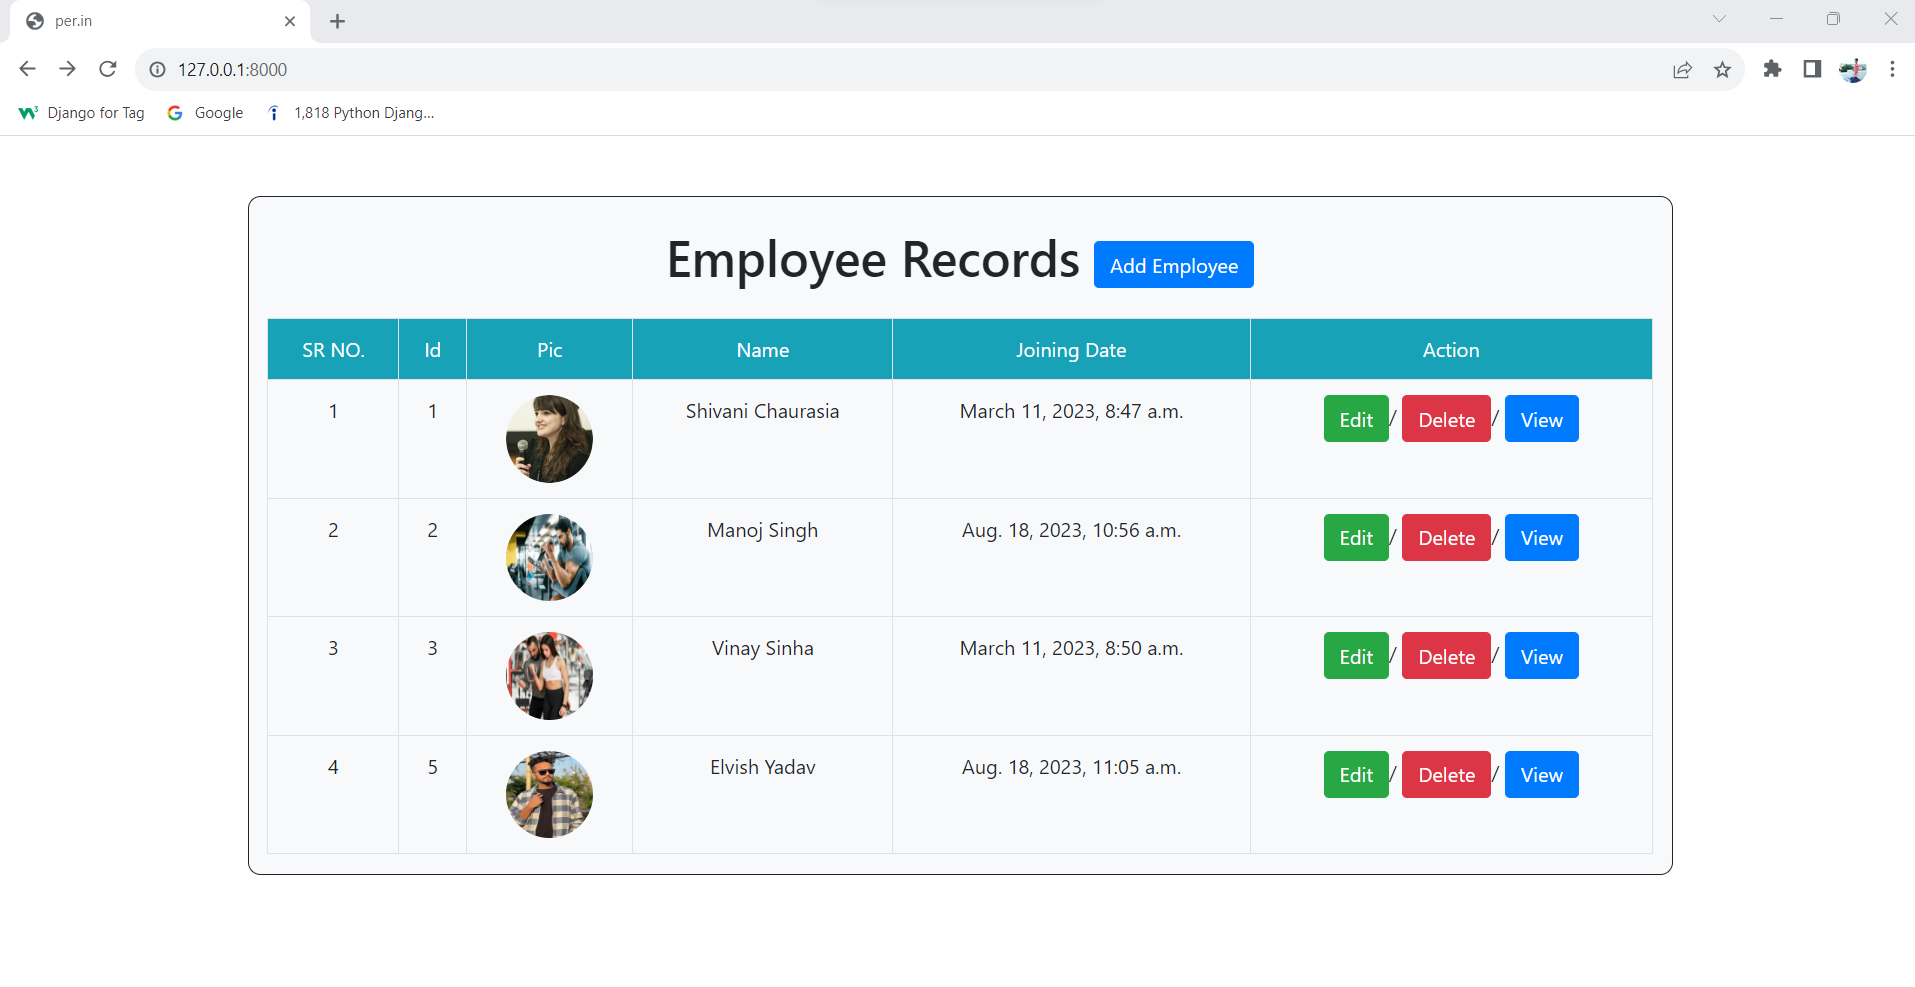 per.in
127.0.0.1:8000
Django for Tag Google 1,818 Python Djang...
Employee Records Add Employee
SR NO. Id Pic Name Joining Date Action
1 1 Shivani Chaurasia March 11, 2023, 8:47 a.m. Edit/ Delete/ View
2 2 Manoj Singh Aug. 18, 2023, 10:56 a.m. Edit/ Delete/ View
3 3 Vinay Sinha March 11, 2023, 8:50 a.m. Edit/ Delete/ View
4 5 Elvish Yadav Aug. 18, 2023, 11:05 a.m. Edit/ Delete/ View